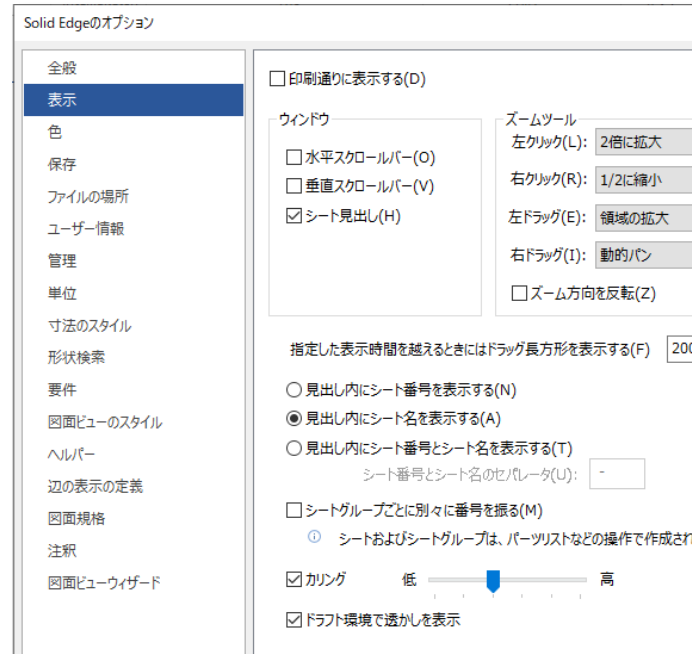 Solid Edgeのオプション
全般
表示
色
保存
ファイルの場所
ユーザー情報
管理
単位
寸法のスタイル
形状検索
要件
図面ビューのスタイル
ヘルパー
辺の表示の定義
図面規格
注釈
図面ビューウィザード
印刷通りに表示する(D)
ウィンドウ
水平スクロールバー(O)
垂直スクロールバー(V)
シート見出し(H)
ズームツール
左クリック(L): 2倍に拡大
右クリック(R): 1/2に縮小
左ドラッグ(E): 領域の拡大
右ドラッグ(I): 動的パン
ズーム方向を反転(Z)
指定した表示時間を越えるときにはドラッグ長方形を表示する(F) 200
見出し内にシート番号を表示する(N)
見出し内にシート名を表示する(A)
見出し内にシート番号とシート名を表示する(T)
シート番号とシート名のセパレータ(U): -
シートグループごとに別々に番号を振る(M)
シートおよびシートグループは、パーツリストなどの操作で作成され
カリング 低 高
ドラフト環境で透かしを表示